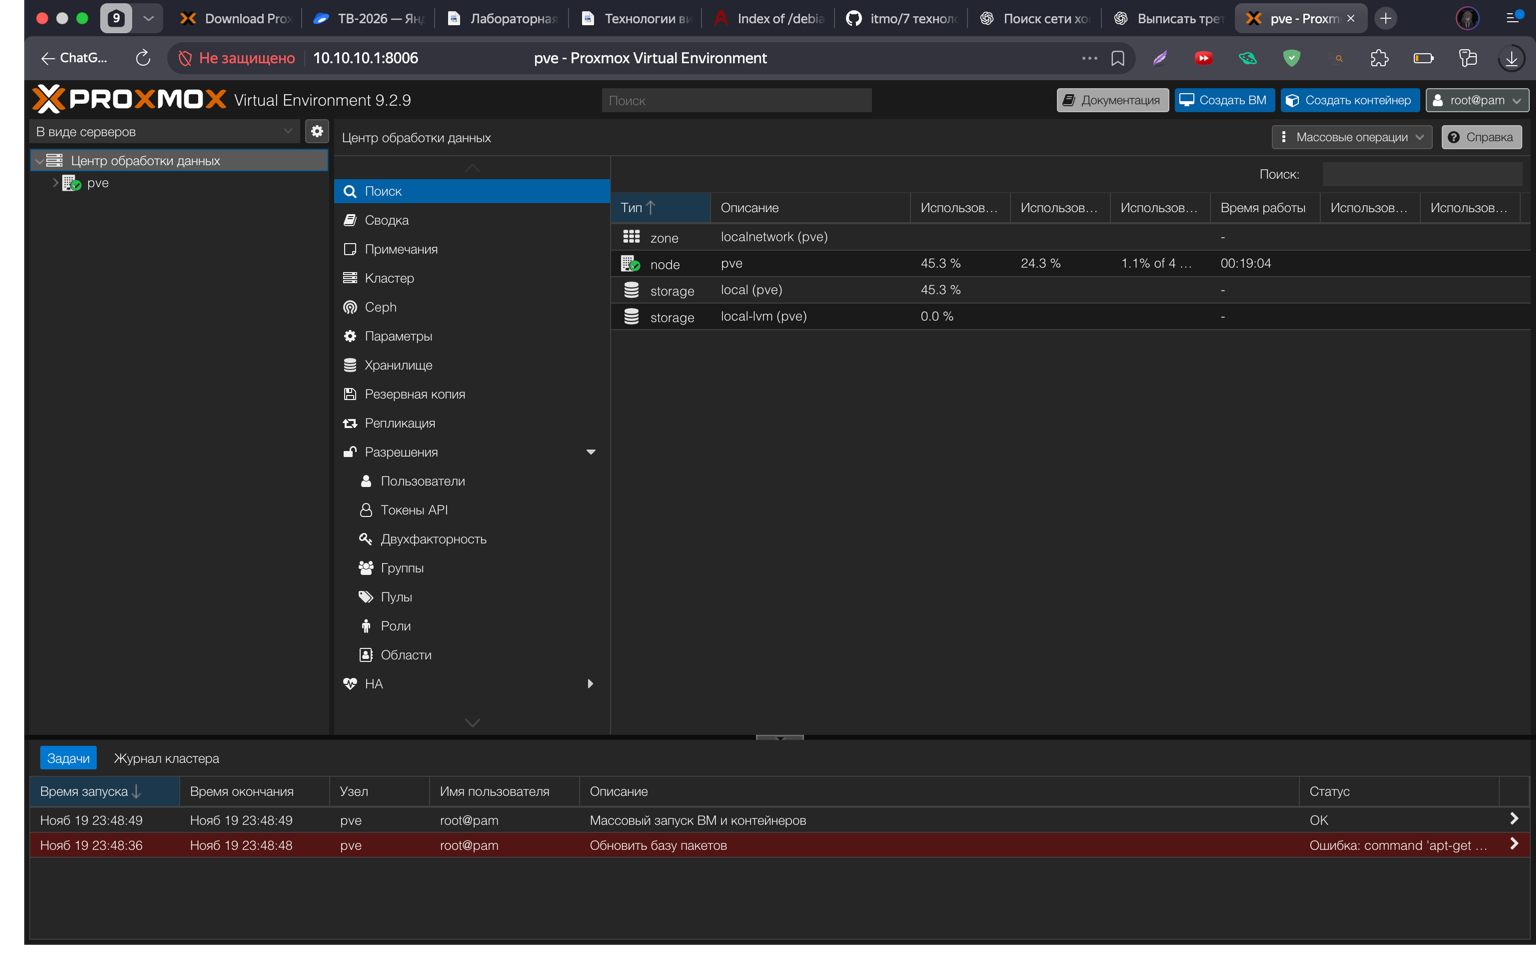 9
Download Prox
ТВ-2026 — Янд
Лабораторная
Технологии ви
Index of /debia
itmo/7 технол
Поиск сети хо
Выписать трет
pve - Proxm
ChatG...
Не защищено
10.10.10.1:8006
pve - Proxmox Virtual Environment
PROXMOX Virtual Environment 9.2.9
Поиск
Документация
Создать ВМ
Создать контейнер
root@pam
В виде серверов
Центр обработки данных
pve
Центр обработки данных
Массовые операции
Справка
Поиск
Сводка
Примечания
Кластер
Ceph
Параметры
Хранилище
Резервная копия
Репликация
Разрешения
Пользователи
Токены API
Двухфакторность
Группы
Пулы
Роли
Области
HA
Поиск:
Тип Описание Использов... Использов... Использов... Время работы Использов... Использов...
zone localnetwork (pve) -
node pve 45.3 % 24.3 % 1.1% of 4 ... 00:19:04
storage local (pve) 45.3 % -
storage local-lvm (pve) 0.0 % -
Задачи Журнал кластера
Время запуска Время окончания Узел Имя пользователя Описание Статус
Нояб 19 23:48:49 Нояб 19 23:48:49 pve root@pam Массовый запуск ВМ и контейнеров OK
Нояб 19 23:48:36 Нояб 19 23:48:48 pve root@pam Обновить базу пакетов Ошибка: command 'apt-get ...